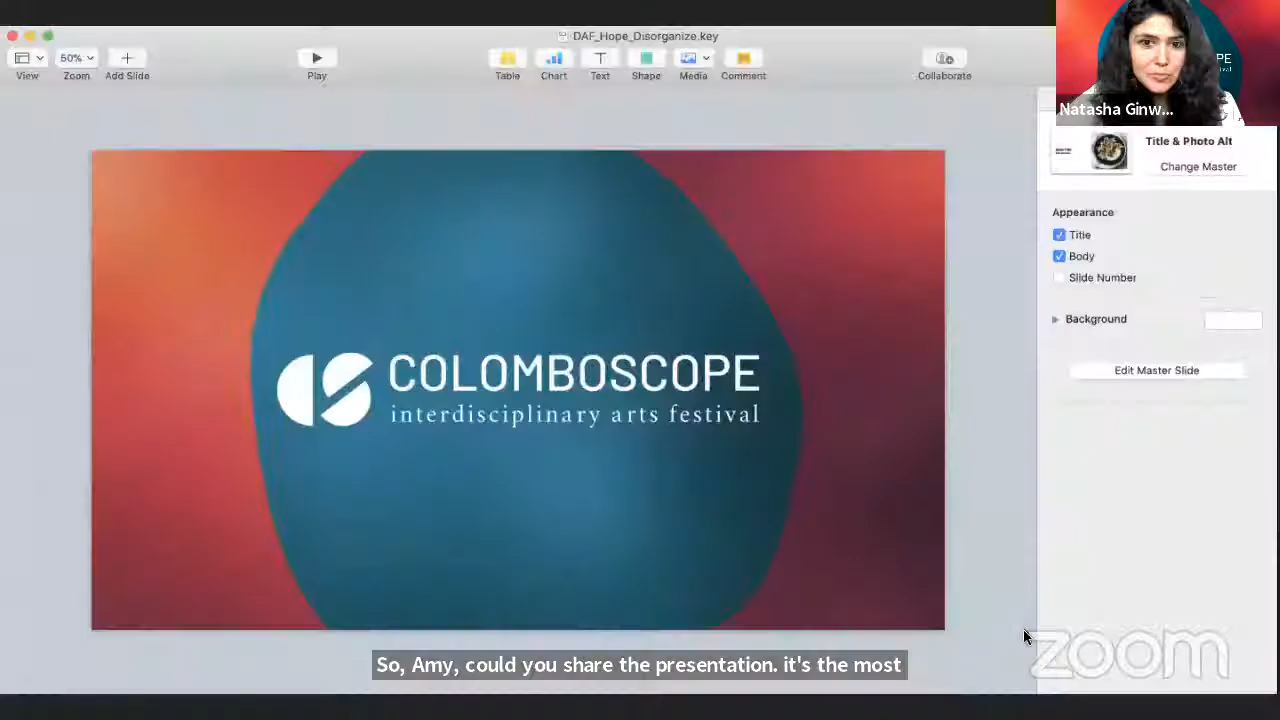 DAF_Hope_Disorganize.key
50%
View
Zoom
Add Slide
Play
Table
Chart
Text
Shape
Media
Comment
Collaborate
PE
Natasha Ginw...
Title & Photo Alt
Change Master
Appearance
Title
Body
Slide Number
Background
Edit Master Slide
COLOMBOSCOPE
interdisciplinary arts festival
So, Amy, could you share the presentation. it's the most
zoom